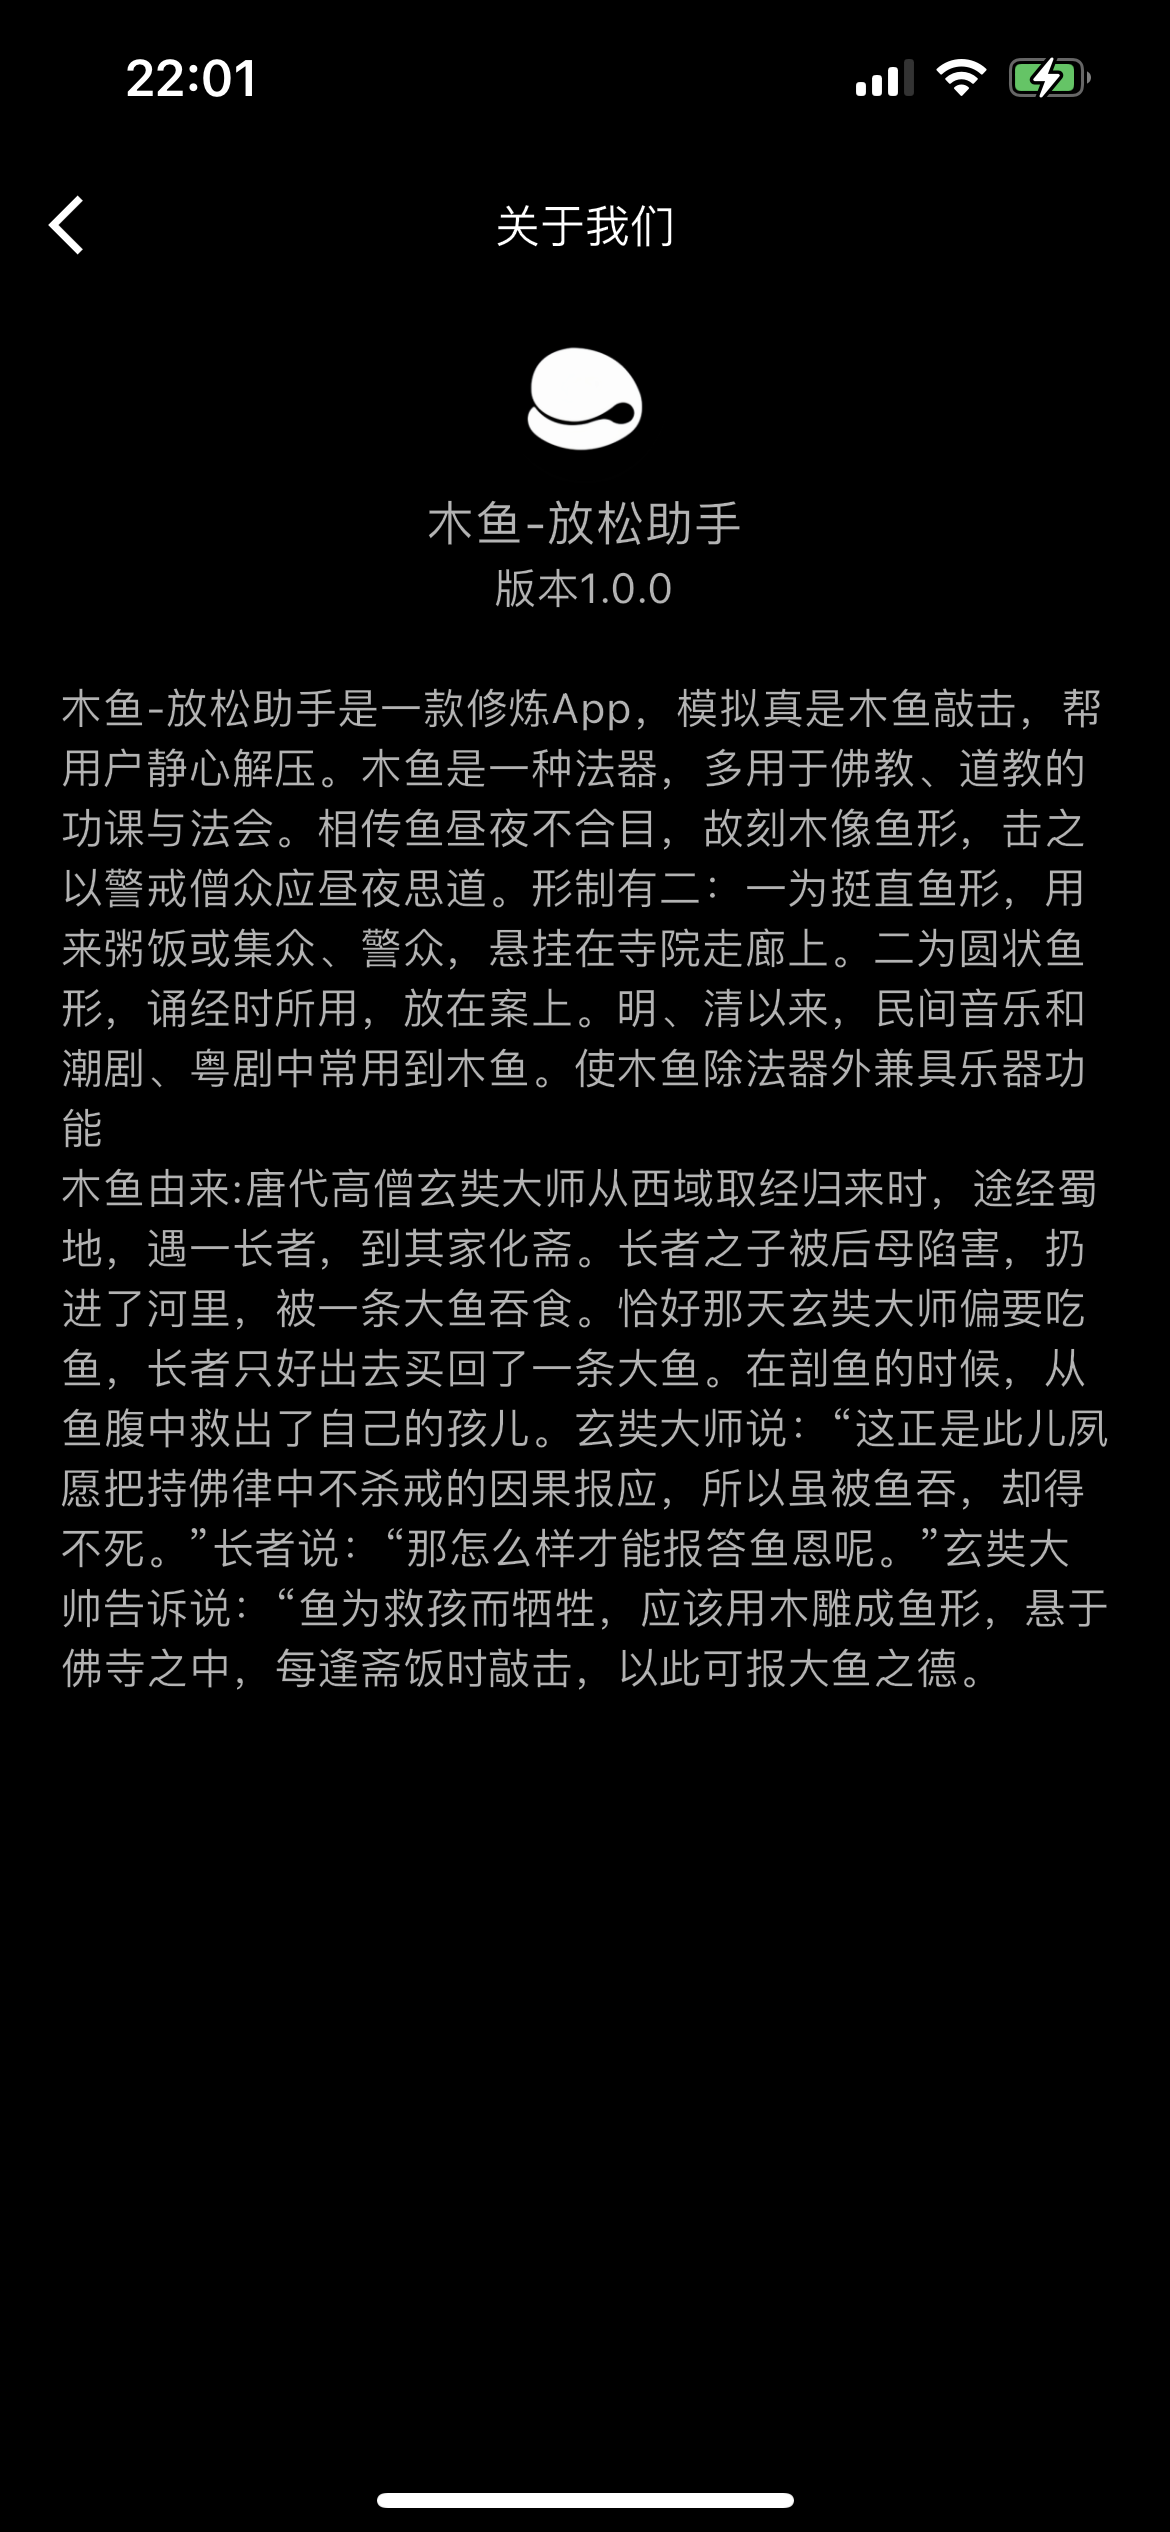 22:01
关于我们
木鱼-放松助手
版本1.0.0
木鱼-放松助手是一款修炼App，模拟真是木鱼敲击，帮
用户静心解压。木鱼是一种法器，多用于佛教、道教的
功课与法会。相传鱼昼夜不合目，故刻木像鱼形，击之
以警戒僧众应昼夜思道。形制有二：一为挺直鱼形，用
来粥饭或集众、警众，悬挂在寺院走廊上。二为圆状鱼
形，诵经时所用，放在案上。明、清以来，民间音乐和
潮剧、粤剧中常用到木鱼。使木鱼除法器外兼具乐器功
能
木鱼由来:唐代高僧玄奘大师从西域取经归来时，途经蜀
地，遇一长者，到其家化斋。长者之子被后母陷害，扔
进了河里，被一条大鱼吞食。恰好那天玄奘大师偏要吃
鱼，长者只好出去买回了一条大鱼。在剖鱼的时候，从
鱼腹中救出了自己的孩儿。玄奘大师说：“这正是此儿夙
愿把持佛律中不杀戒的因果报应，所以虽被鱼吞，却得
不死。”长者说：“那怎么样才能报答鱼恩呢。”玄奘大
帅告诉说：“鱼为救孩而牺牲，应该用木雕成鱼形，悬于
佛寺之中，每逢斋饭时敲击，以此可报大鱼之德。